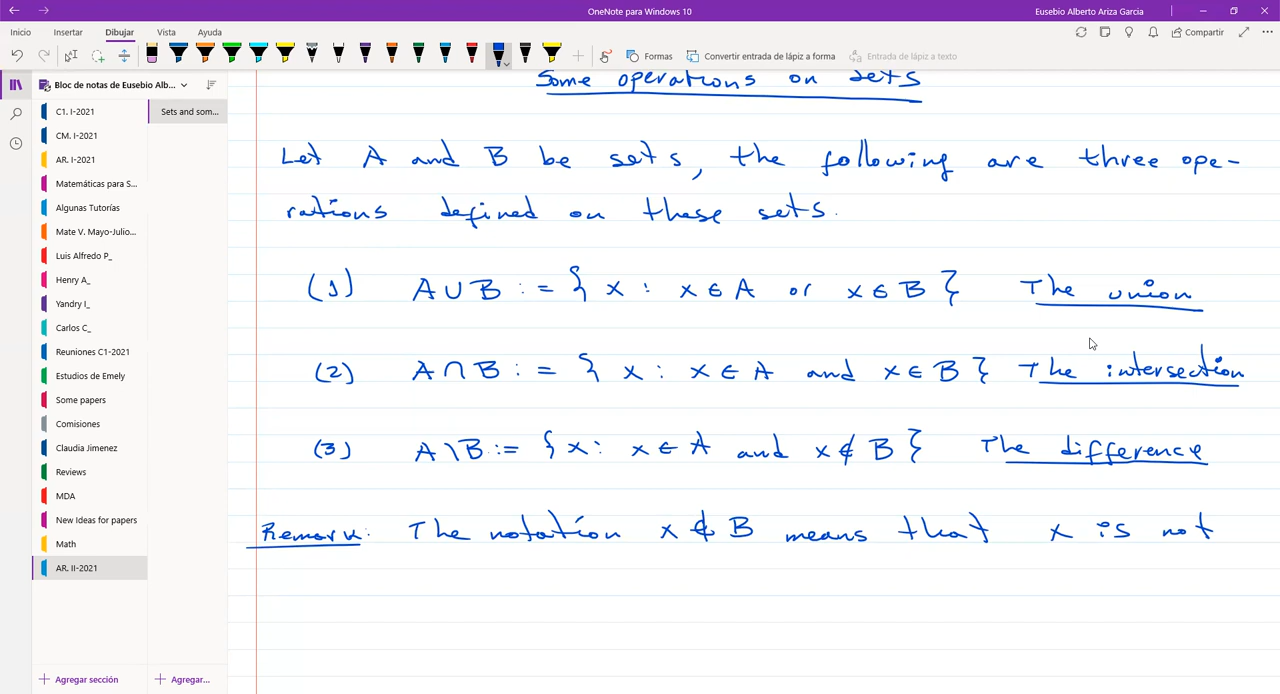 OneNote para Windows 10
Eusebio Alberto Ariza Garcia
Inicio Insertar Dibujar Vista Ayuda
Compartir
Formas Convertir entrada de lápiz a forma Entrada de lápiz a texto
Bloc de notas de Eusebio Alb...
C1. I-2021
CM. I-2021
AR. I-2021
Matemáticas para S...
Algunas Tutorías
Mate V. Mayo-Julio...
Luis Alfredo P_
Henry A_
Yandry I_
Carlos C_
Reuniones C1-2021
Estudios de Emely
Some papers
Comisiones
Claudia Jimenez
Reviews
MDA
New Ideas for papers
Math
AR. II-2021
Agregar sección
Sets and som...
Agregar...
Some operations on sets
Let A and B be sets, the following are three ope-
rations defined on these sets.
(1) A∪B := { x : x∈A or x∈B } The union
(2) A∩B := { x : x∈A and x∈B } The intersection
(3) A\B := { x : x∈A and x∉B } The difference
Remark: The notation x∉B means that x is not